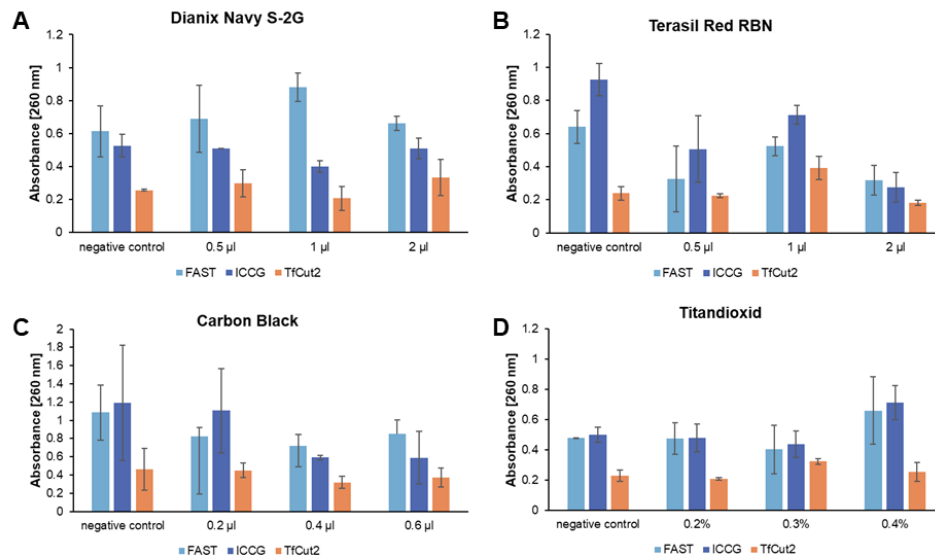 A
Dianix Navy S-2G
Absorbance [260 nm]
1.2
1
0.8
0.6
0.4
0.2
0
negative control 0.5 µl 1 µl 2 µl
FAST ICCG TfCut2
B
Terasil Red RBN
Absorbance [260 nm]
1.2
1
0.8
0.6
0.4
0.2
0
negative control 0.5 µl 1 µl 2 µl
FAST ICCG TfCut2
C
Carbon Black
Absorbance [260 nm]
2
1.8
1.6
1.4
1.2
1
0.8
0.6
0.4
0.2
0
negative control 0.2 µl 0.4 µl 0.6 µl
FAST ICCG TfCut2
D
Titandioxid
Absorbance [260 nm]
1.2
1
0.8
0.6
0.4
0.2
0
negative control 0.2% 0.3% 0.4%
FAST ICCG TfCut2